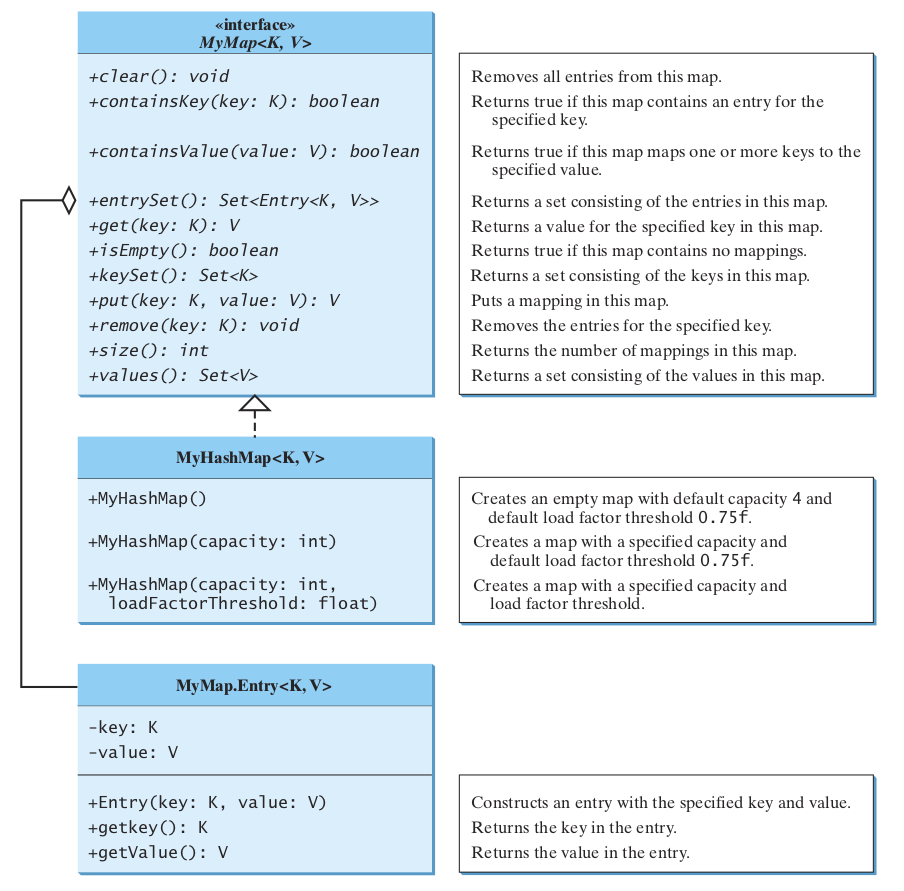 «interface»
MyMap<K, V>
+clear(): void
Removes all entries from this map.
+containsKey(key: K): boolean
Returns true if this map contains an entry for the
specified key.
+containsValue(value: V): boolean
Returns true if this map maps one or more keys to the
specified value.
+entrySet(): Set<Entry<K, V>>
Returns a set consisting of the entries in this map.
+get(key: K): V
Returns a value for the specified key in this map.
+isEmpty(): boolean
Returns true if this map contains no mappings.
+keySet(): Set<K>
Returns a set consisting of the keys in this map.
+put(key: K, value: V): V
Puts a mapping in this map.
+remove(key: K): void
Removes the entries for the specified key.
+size(): int
Returns the number of mappings in this map.
+values(): Set<V>
Returns a set consisting of the values in this map.
MyHashMap<K, V>
+MyHashMap()
Creates an empty map with default capacity 4 and
default load factor threshold 0.75f.
+MyHashMap(capacity: int)
Creates a map with a specified capacity and
default load factor threshold 0.75f.
+MyHashMap(capacity: int,
loadFactorThreshold: float)
Creates a map with a specified capacity and
load factor threshold.
MyMap.Entry<K, V>
-key: K
-value: V
+Entry(key: K, value: V)
Constructs an entry with the specified key and value.
+getkey(): K
Returns the key in the entry.
+getValue(): V
Returns the value in the entry.